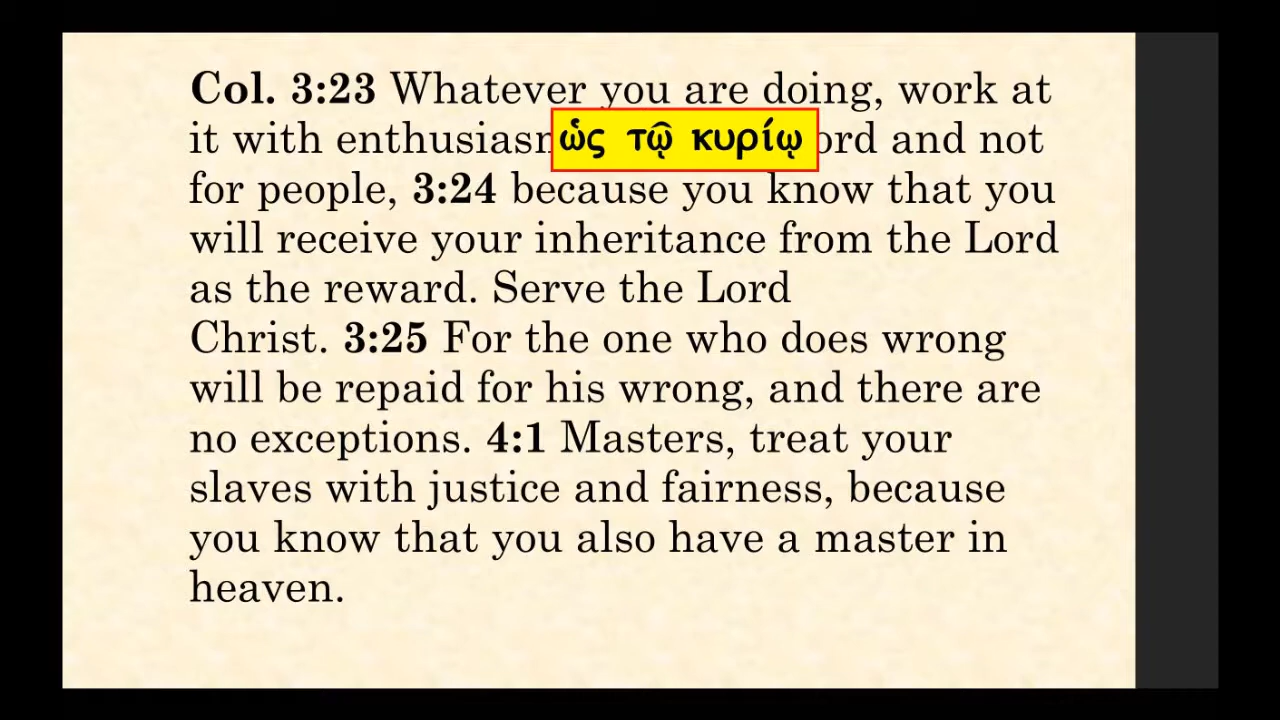 Col. 3:23 Whatever you are doing, work at
it with enthusiasm ὡς τῷ κυρίῳ ord and not
for people, 3:24 because you know that you
will receive your inheritance from the Lord
as the reward. Serve the Lord
Christ. 3:25 For the one who does wrong
will be repaid for his wrong, and there are
no exceptions. 4:1 Masters, treat your
slaves with justice and fairness, because
you know that you also have a master in
heaven.